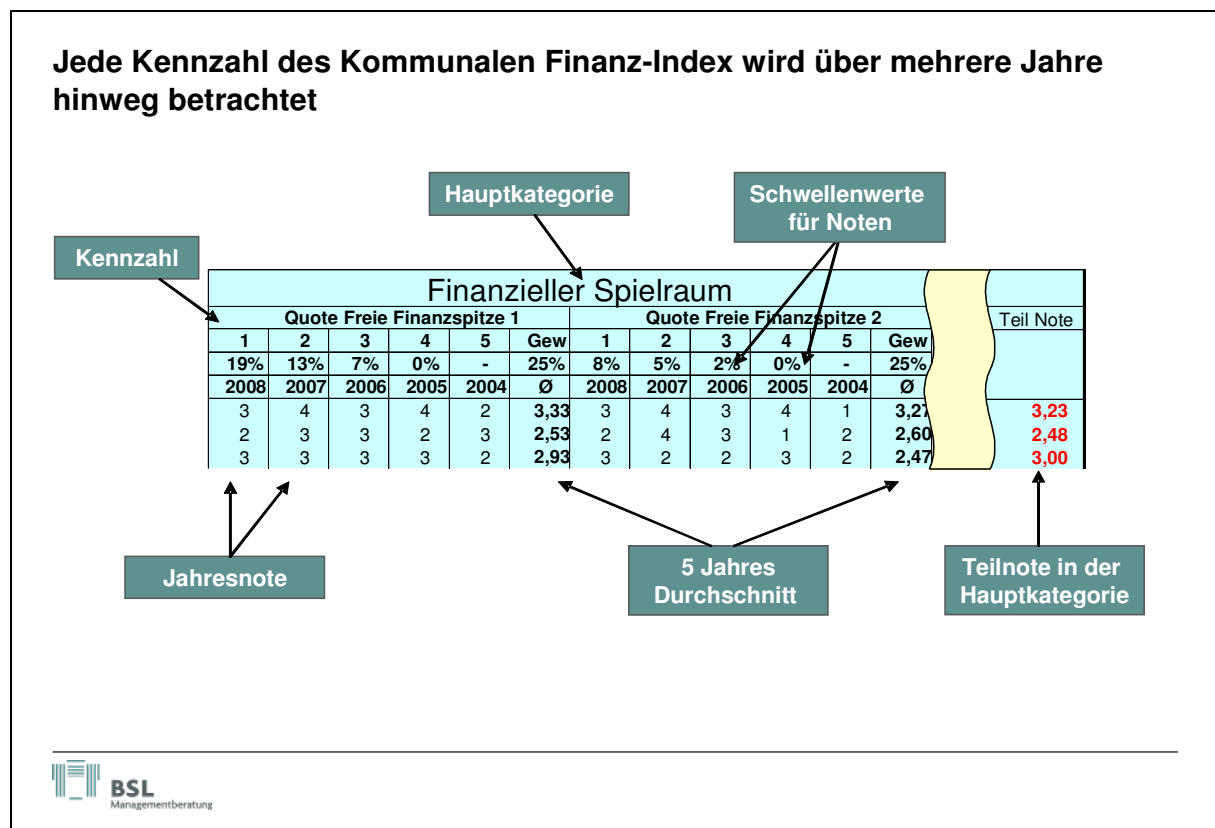 Jede Kennzahl des Kommunalen Finanz-Index wird über mehrere Jahre
hinweg betrachtet
Hauptkategorie
Schwellenwerte
für Noten
Kennzahl
Finanzieller Spielraum
Quote Freie Finanzspitze 1 Quote Freie Finanzspitze 2 Teil Note
1 2 3 4 5 Gew 1 2 3 4 5 Gew
19% 13% 7% 0% - 25% 8% 5% 2% 0% - 25%
2008 2007 2006 2005 2004 Ø 2008 2007 2006 2005 2004 Ø
3 4 3 4 2 3,33 3 4 3 4 1 3,27 3,23
2 3 3 2 3 2,53 2 4 3 1 2 2,60 2,48
3 3 3 3 2 2,93 3 2 2 3 2 2,47 3,00
Jahresnote
5 Jahres
Durchschnitt
Teilnote in der
Hauptkategorie
BSL
Managementberatung